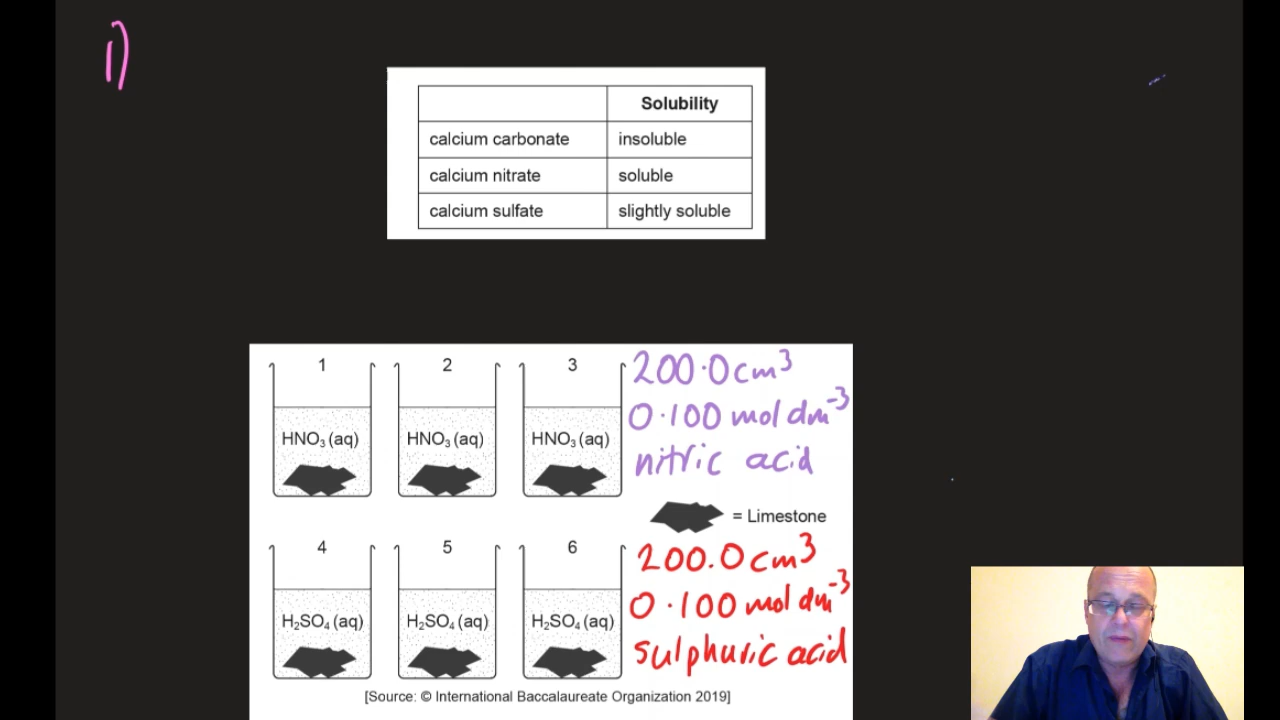 1)
Solubility
calcium carbonate insoluble
calcium nitrate soluble
calcium sulfate slightly soluble
1 2 3
HNO₃ (aq) HNO₃ (aq) HNO₃ (aq)
200.0 cm³
0.100 mol dm⁻³
nitric acid
= Limestone
4 5 6
H₂SO₄ (aq) H₂SO₄ (aq) H₂SO₄ (aq)
200.0 cm³
0.100 mol dm⁻³
sulphuric acid
[Source: © International Baccalaureate Organization 2019]